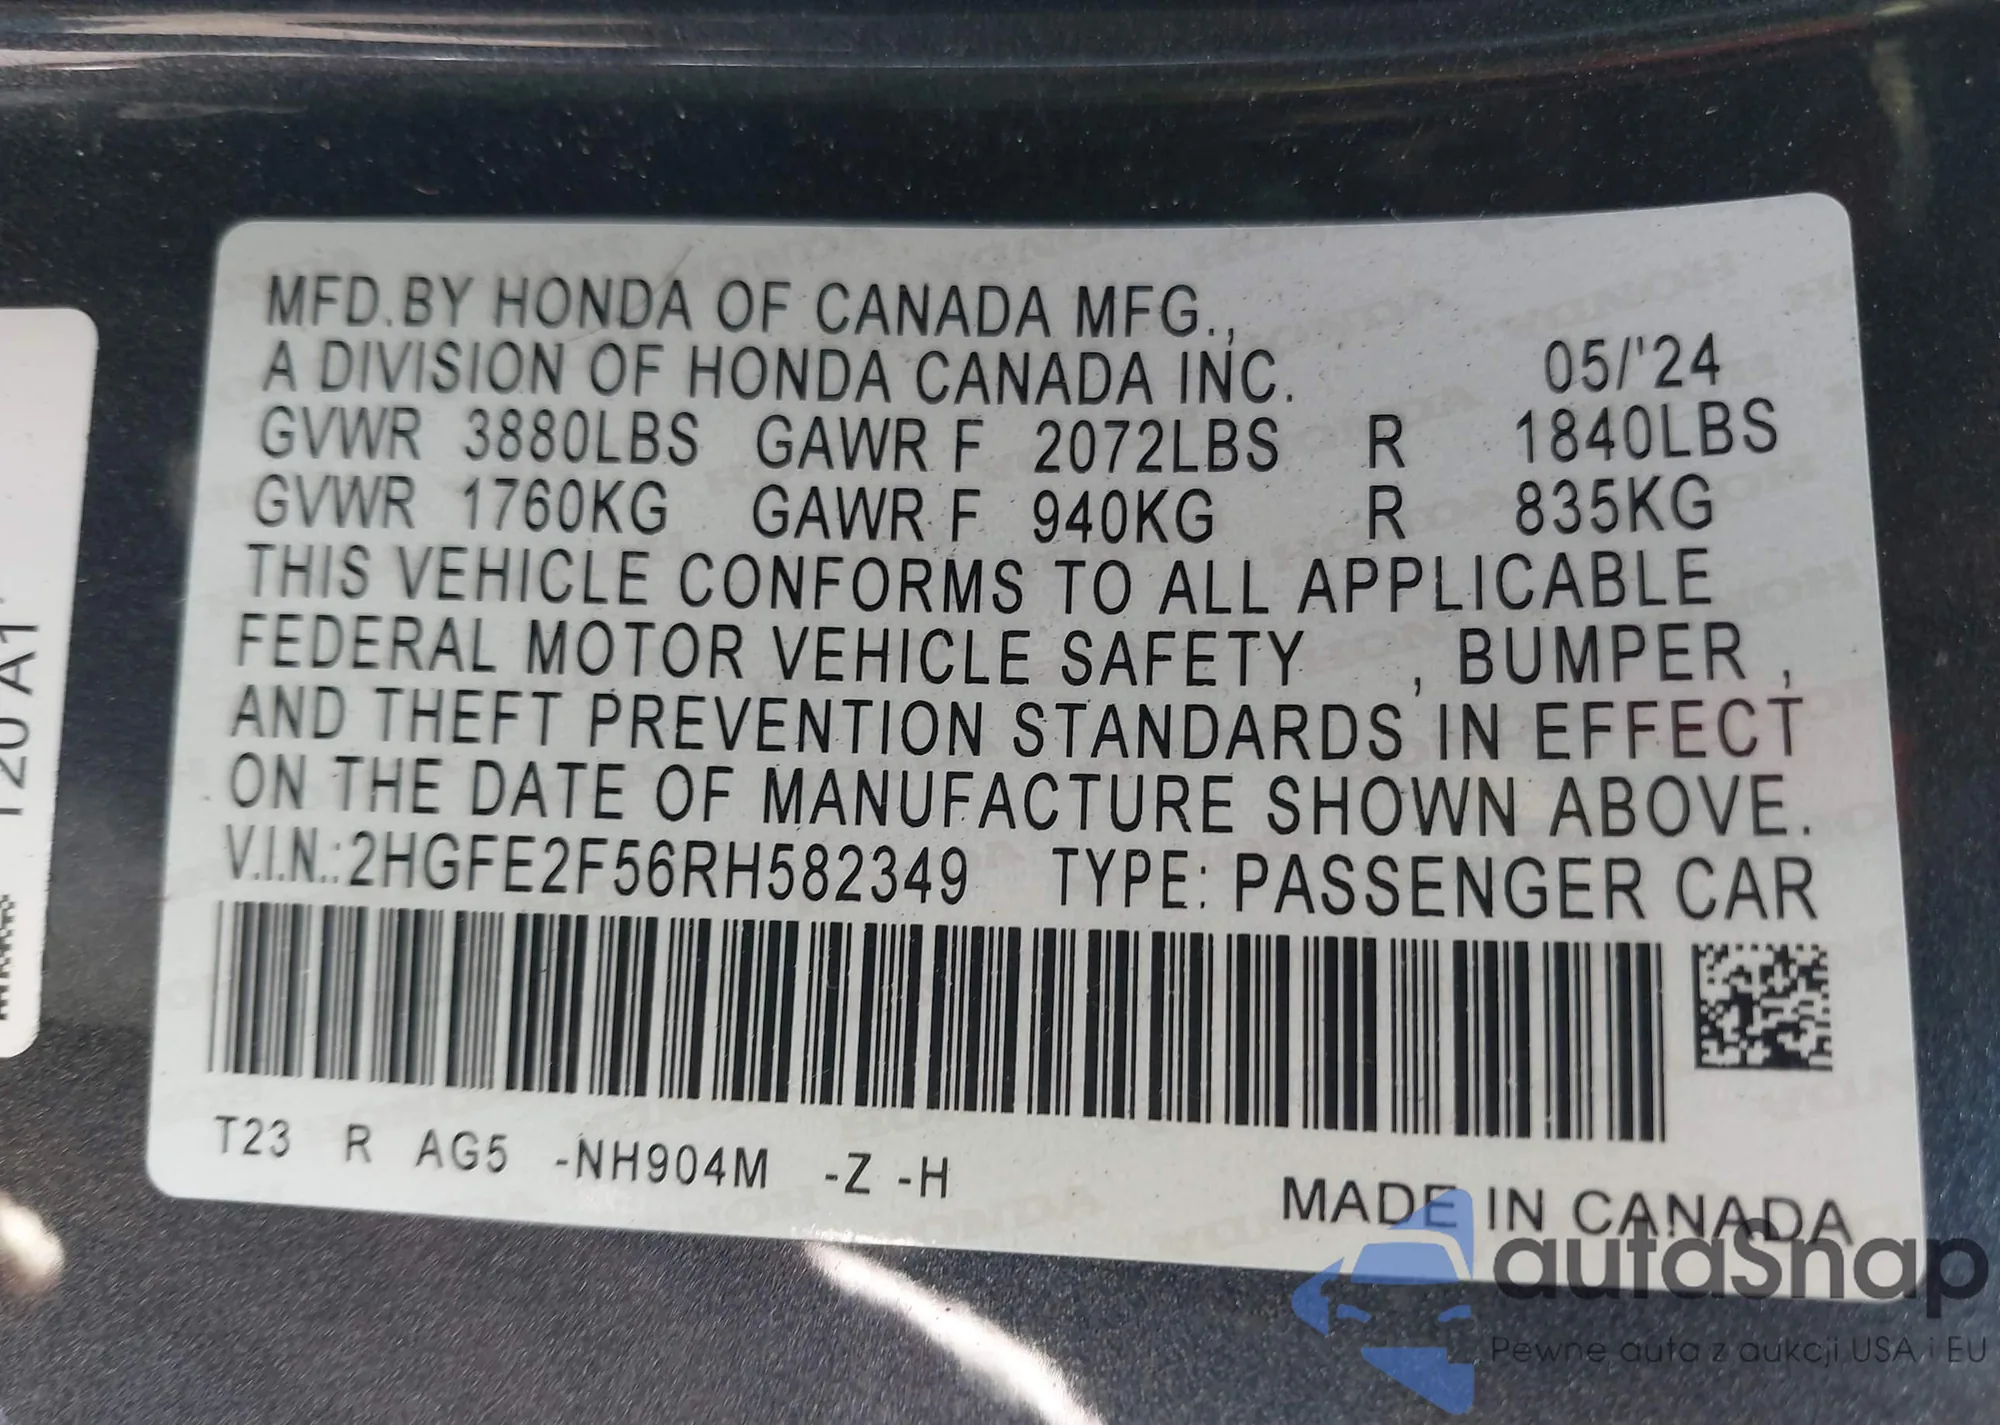 MFD.BY HONDA OF CANADA MFG.,
A DIVISION OF HONDA CANADA INC. 05/'24
GVWR 3880LBS GAWR F 2072LBS R 1840LBS
GVWR 1760KG GAWR F 940KG R 835KG
THIS VEHICLE CONFORMS TO ALL APPLICABLE
FEDERAL MOTOR VEHICLE SAFETY , BUMPER ,
AND THEFT PREVENTION STANDARDS IN EFFECT
ON THE DATE OF MANUFACTURE SHOWN ABOVE.
V.I.N.:2HGFE2F56RH582349 TYPE: PASSENGER CAR
T23 R AG5 -NH904M -Z -H
MADE IN CANADA
120 A1
autaSnap
Pewne auta z aukcji USA i EU